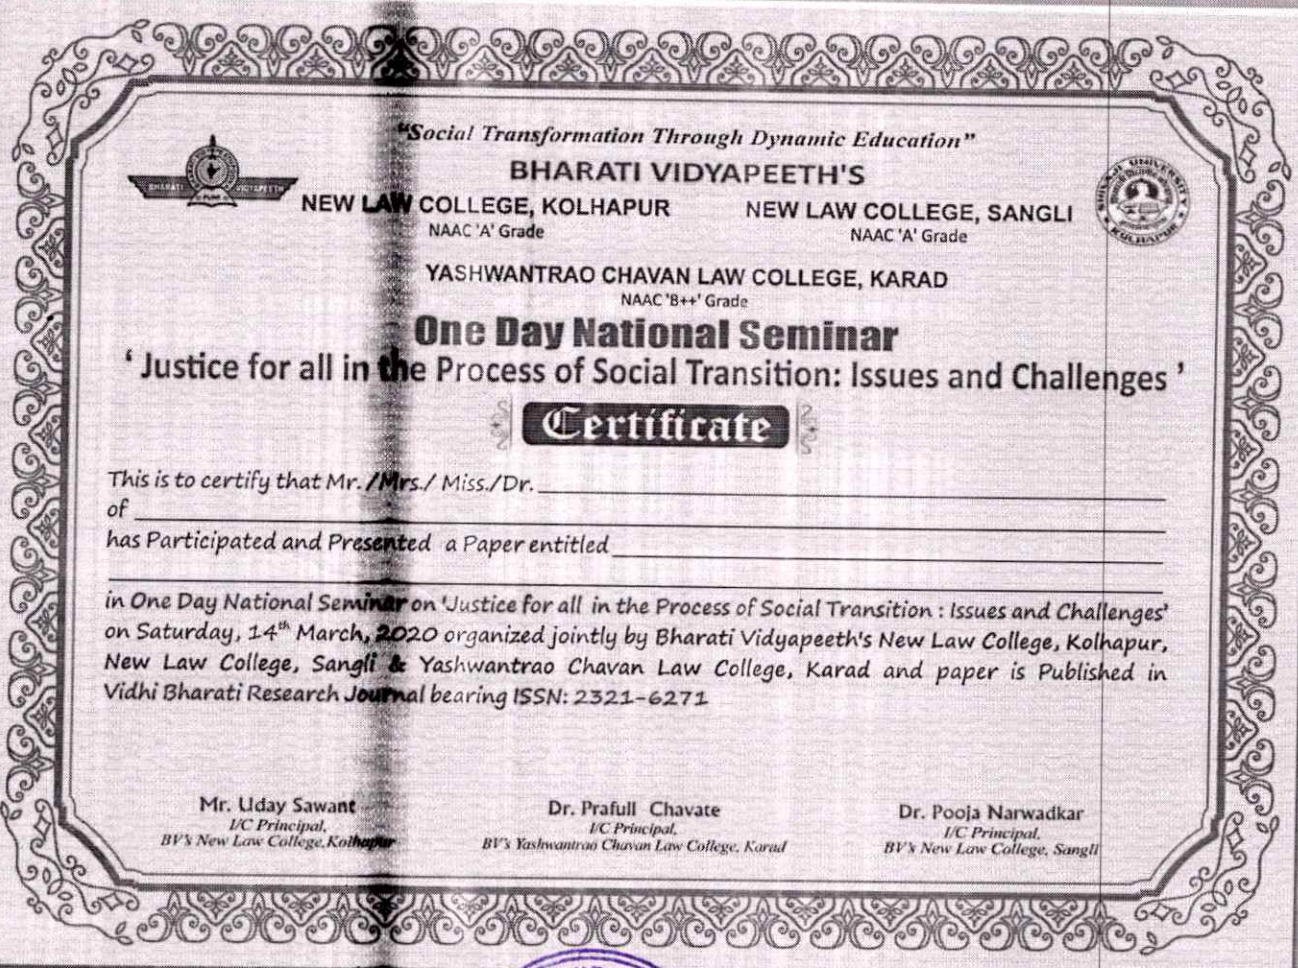 "Social Transformation Through Dynamic Education"
BHARATI VIDYAPEETH'S
BHARATI VIDYAPEETH
PUNE
NEW LAW COLLEGE, KOLHAPUR
NAAC 'A' Grade
NEW LAW COLLEGE, SANGLI
NAAC 'A' Grade
SHIVAJI UNIVERSITY
KOLHAPUR
YASHWANTRAO CHAVAN LAW COLLEGE, KARAD
NAAC 'B++' Grade
One Day National Seminar
' Justice for all in the Process of Social Transition: Issues and Challenges '
Certificate
This is to certify that Mr. /Mrs./ Miss./Dr.
of
has Participated and Presented a Paper entitled
in One Day National Seminar on 'Justice for all in the Process of Social Transition : Issues and Challenges'
on Saturday, 14th March, 2020 organized jointly by Bharati Vidyapeeth's New Law College, Kolhapur,
New Law College, Sangli & Yashwantrao Chavan Law College, Karad and paper is Published in
Vidhi Bharati Research Journal bearing ISSN: 2321-6271
Mr. Uday Sawant
I/C Principal,
BV's New Law College, Kolhapur
Dr. Prafull Chavate
I/C Principal,
BV's Yashwantrao Chavan Law College, Karad
Dr. Pooja Narwadkar
I/C Principal,
BV's New Law College, Sangli